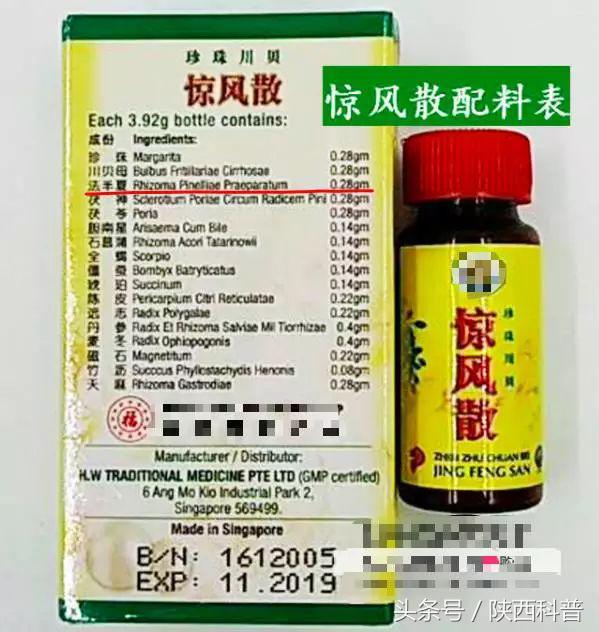 珍珠川贝
惊风散
Each 3.92g bottle contains:
成份 Ingredients:
珍 珠 Margarita 0.28gm
川贝母 Bulbus Fritillariae Cirrhosae 0.28gm
法半夏 Rhizoma Pinelliae Praeparatum 0.28gm
茯 神 Sclerotium Poriae Circum Radicem Pini 0.28gm
茯 苓 Poria 0.28gm
胆南星 Arisaema Cum Bile 0.14gm
石菖蒲 Rhizoma Acori Tatarinowii 0.14gm
全 蝎 Scorpio 0.14gm
僵 蚕 Bombyx Batryticatus 0.14gm
琥 珀 Succinum 0.14gm
陈 皮 Pericarpium Citri Reticulatae 0.22gm
远 志 Radix Polygalae 0.22gm
丹 参 Radix Et Rhizoma Salviae Mil Tiorrhizae 0.4gm
麦 冬 Radix Ophiopogonis 0.4gm
磁 石 Magnetitum 0.22gm
竹 沥 Succcus Phyllostachydis Henonis 0.08gm
天 麻 Rhizoma Gastrodiae 0.28gm
福
Manufacturer / Distributor:
HLW TRADITIONAL MEDICINE PTE LTD (GMP certified)
6 Ang Mo Kio Industrial Park 2,
Singapore 569499.
Made in Singapore
B/N: 1612005
EXP: 11.2019
惊风散配料表
珍珠川贝
惊风散
ZHEN ZHU CHUAN BEI
JING FENG SAN
购
头条号 / 陕西科普